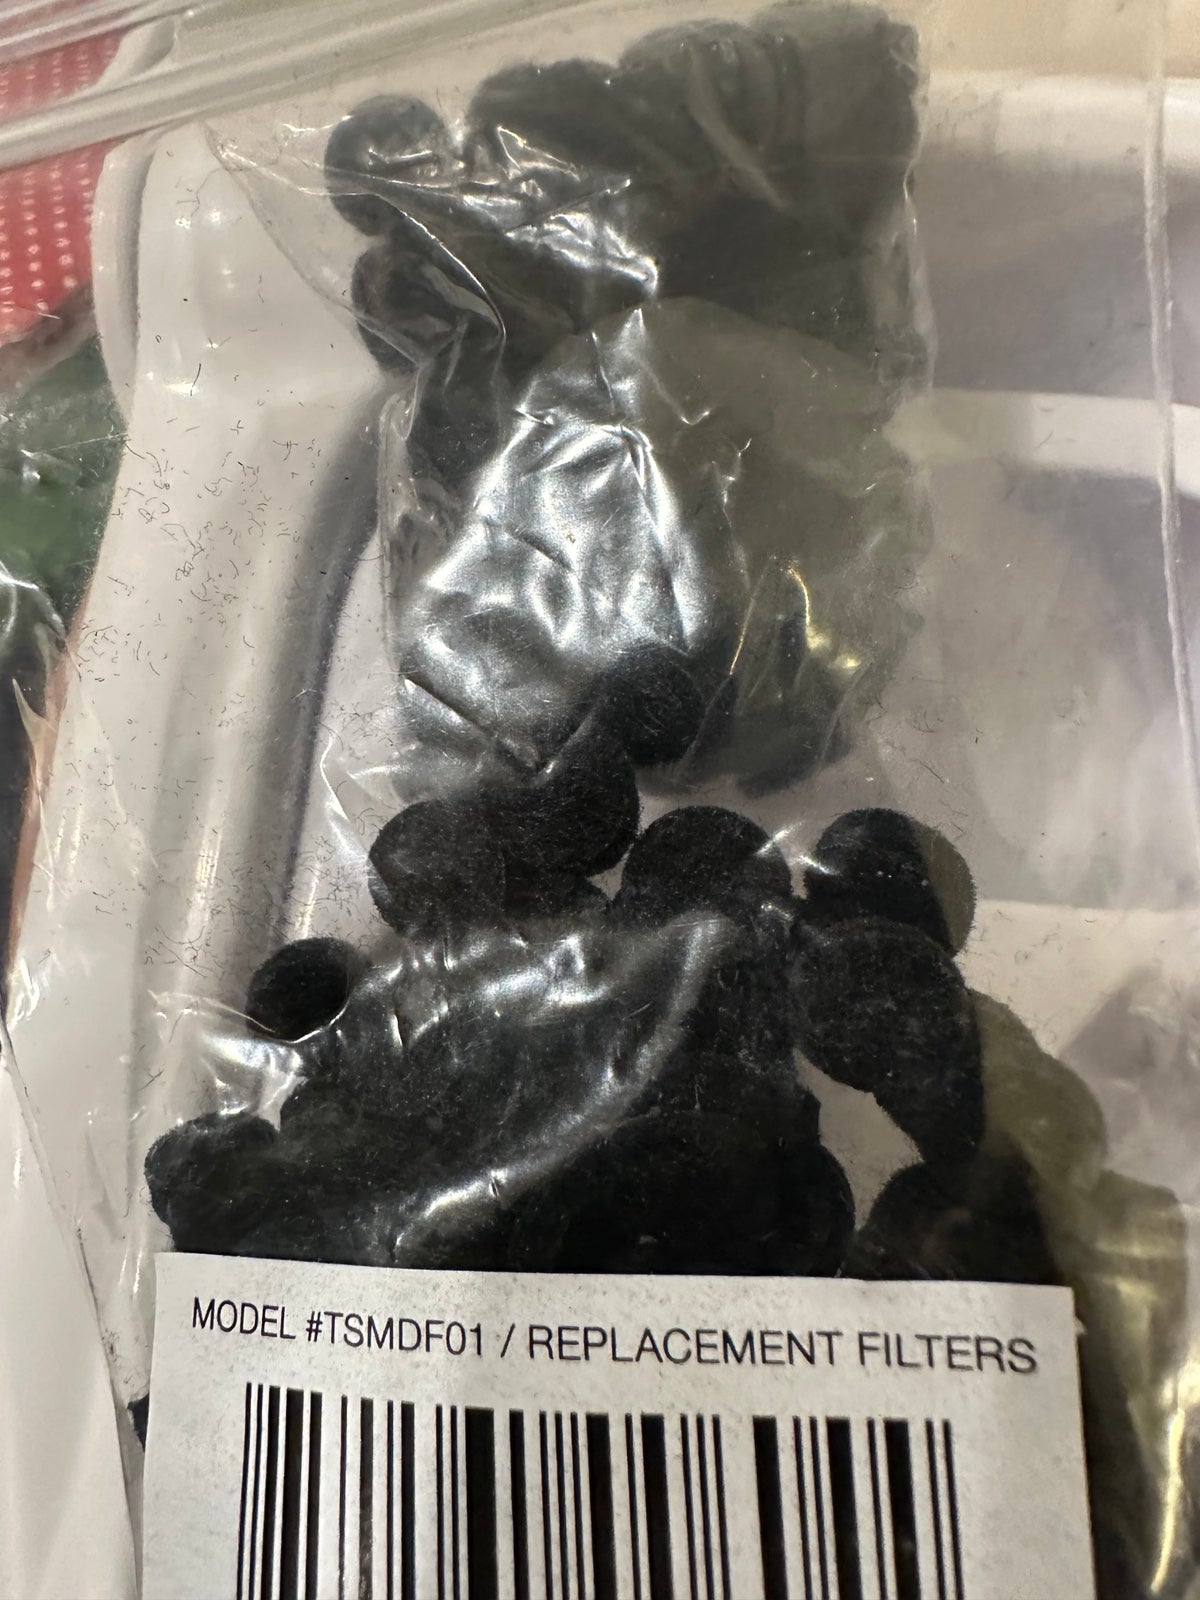 MODEL #TSMDF01 / REPLACEMENT FILTERS